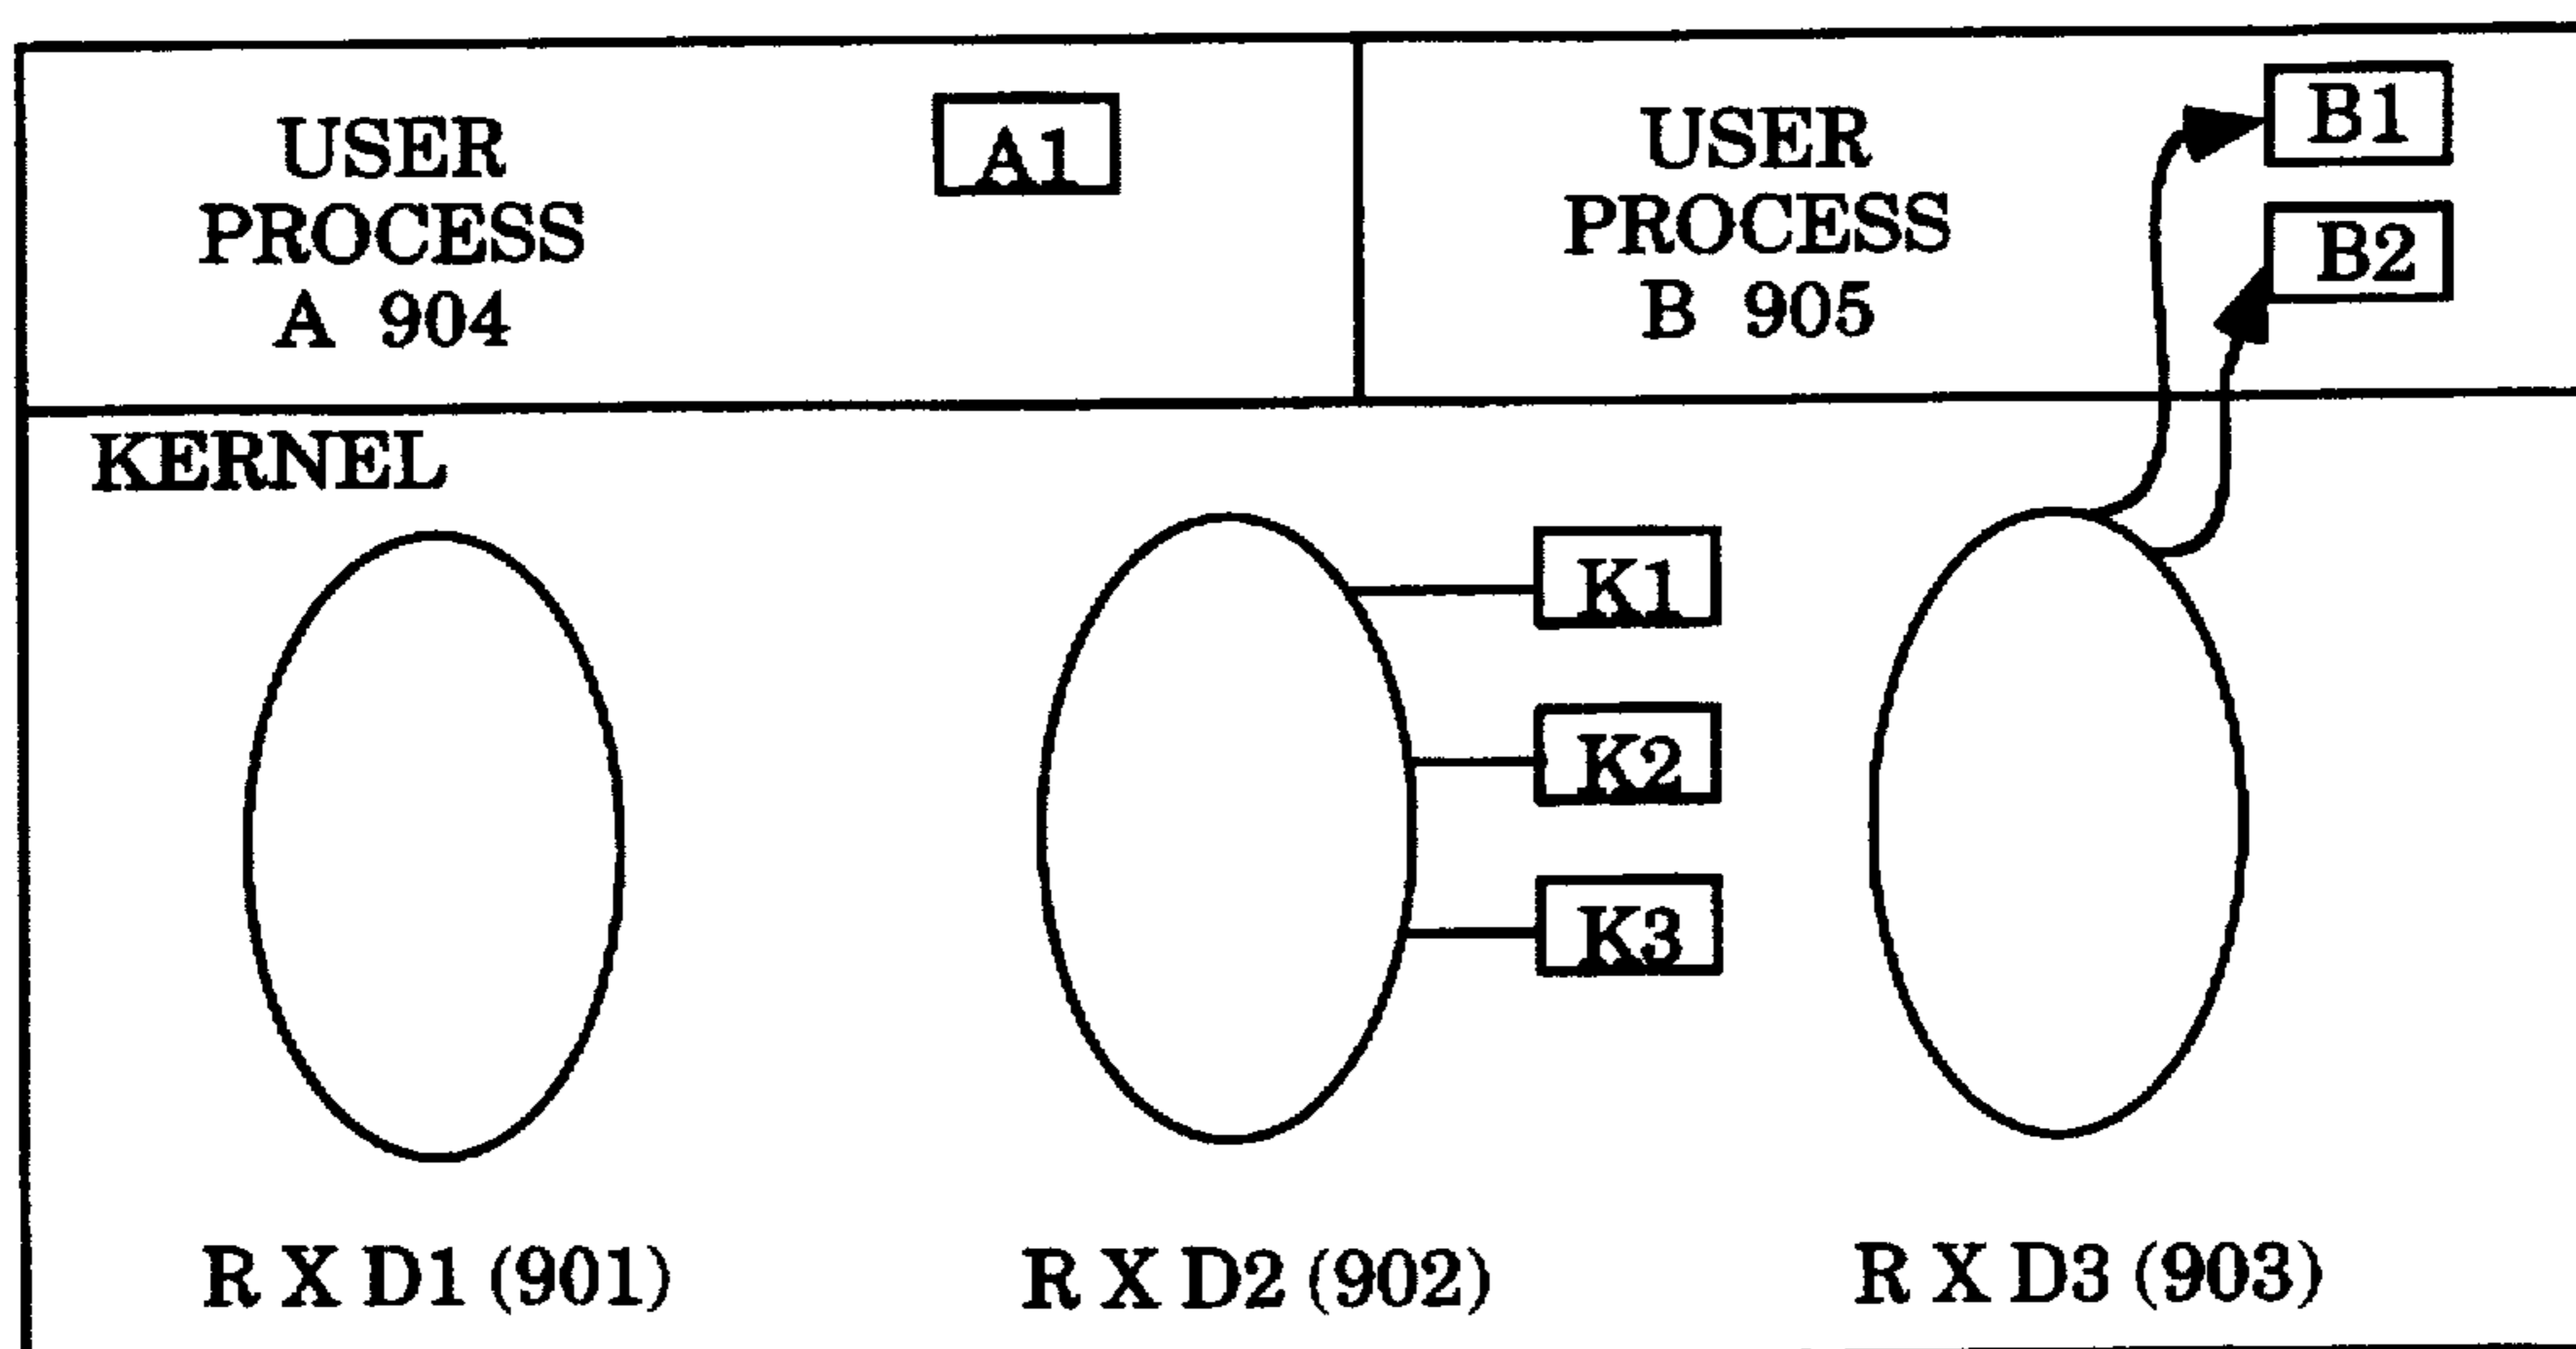 USER
PROCESS
A 904
A1
USER
PROCESS
B 905
B1
B2
KERNEL
K1
K2
K3
R X D1 (901)
R X D2 (902)
R X D3 (903)